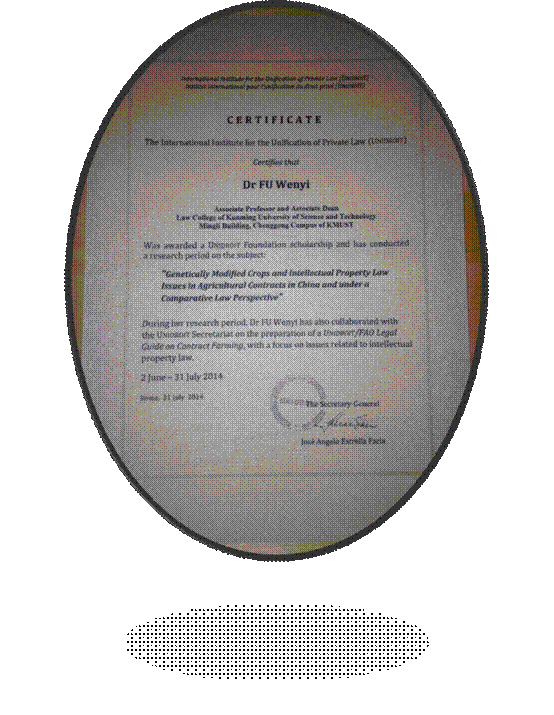 International Institute for the Unification of Private Law (UNIDROIT)
Institut international pour l'unification du droit privé (UNIDROIT)
CERTIFICATE
The International Institute for the Unification of Private Law (UNIDROIT)
Certifies that
Dr FU Wenyi
Associate Professor and Associate Dean
Law College of Kunming University of Science and Technology
Mingli Building, Chenggong Campus of KMUST
Was awarded a UNIDROIT Foundation scholarship and has conducted
a research period on the subject:
"Genetically Modified Crops and Intellectual Property Law
Issues in Agricultural Contracts in China and under a
Comparative Law Perspective"
During her research period, Dr FU Wenyi has also collaborated with
the UNIDROIT Secretariat on the preparation of a UNIDROIT/FAO Legal
Guide on Contract Farming, with a focus on issues related to intellectual
property law.
2 June – 31 July 2014
Rome, 31 July 2014
The Secretary General
José Angelo Estrella Faria